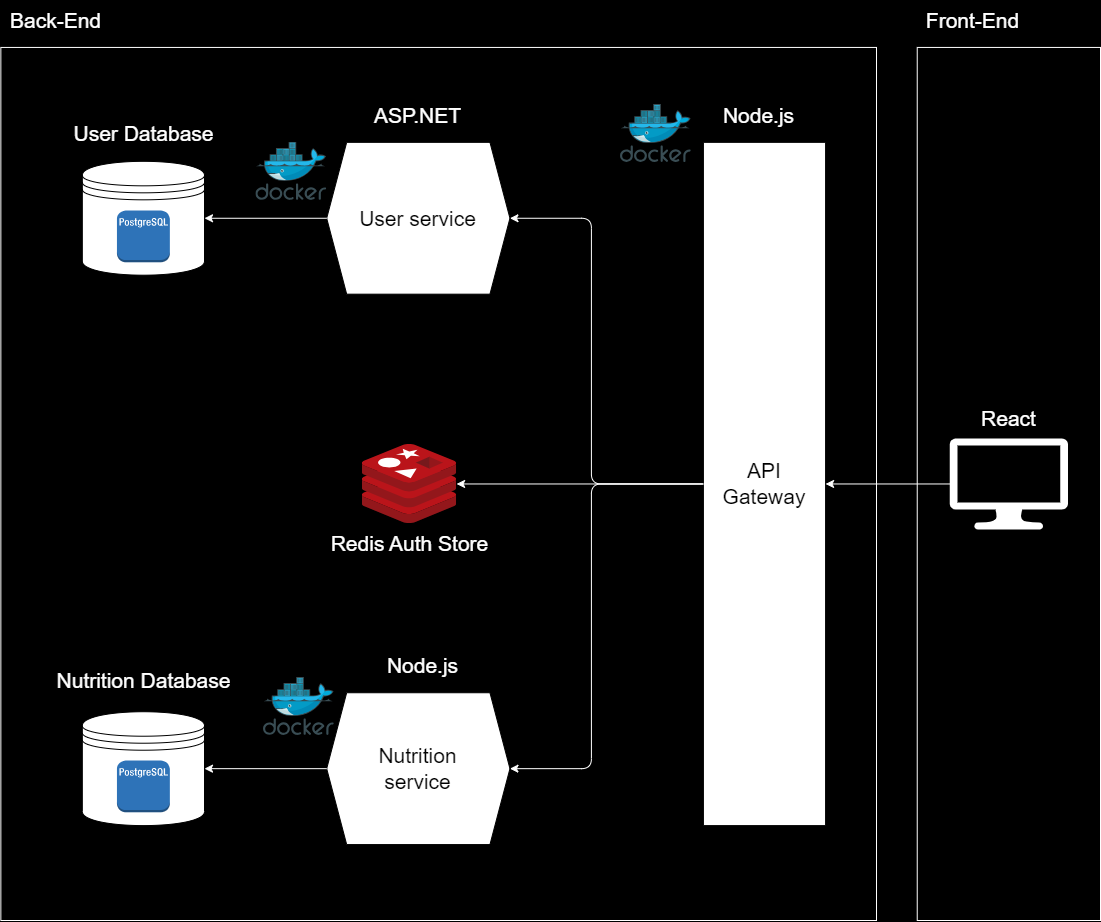 Back-End
Front-End
ASP.NET
Node.js
User Database
docker
docker
PostgreSQL
User service
React
API
Gateway
Redis Auth Store
Node.js
Nutrition Database
docker
PostgreSQL
Nutrition
service